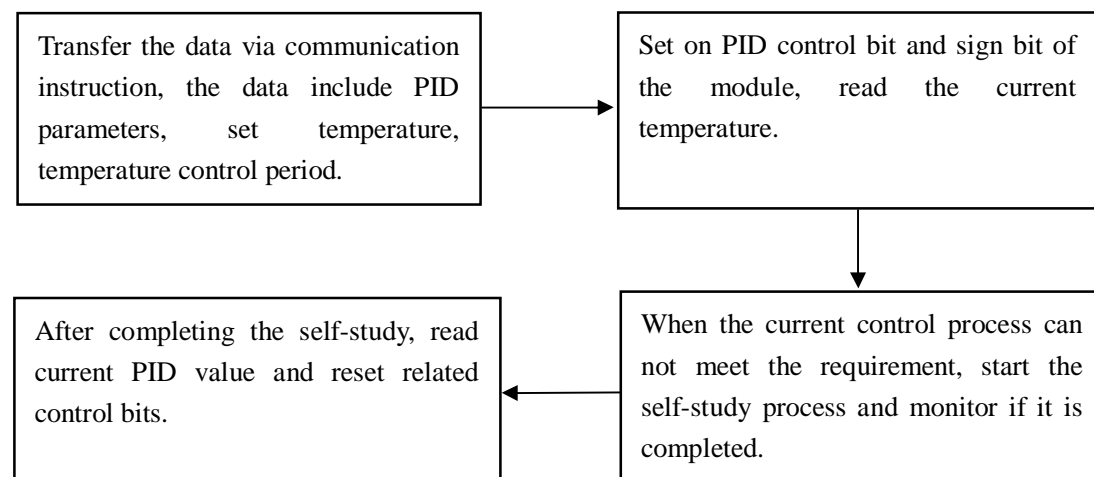 Transfer the data via communication
instruction, the data include PID
parameters, set temperature,
temperature control period.
Set on PID control bit and sign bit of
the module, read the current
temperature.
When the current control process can
not meet the requirement, start the
self-study process and monitor if it is
completed.
After completing the self-study, read
current PID value and reset related
control bits.